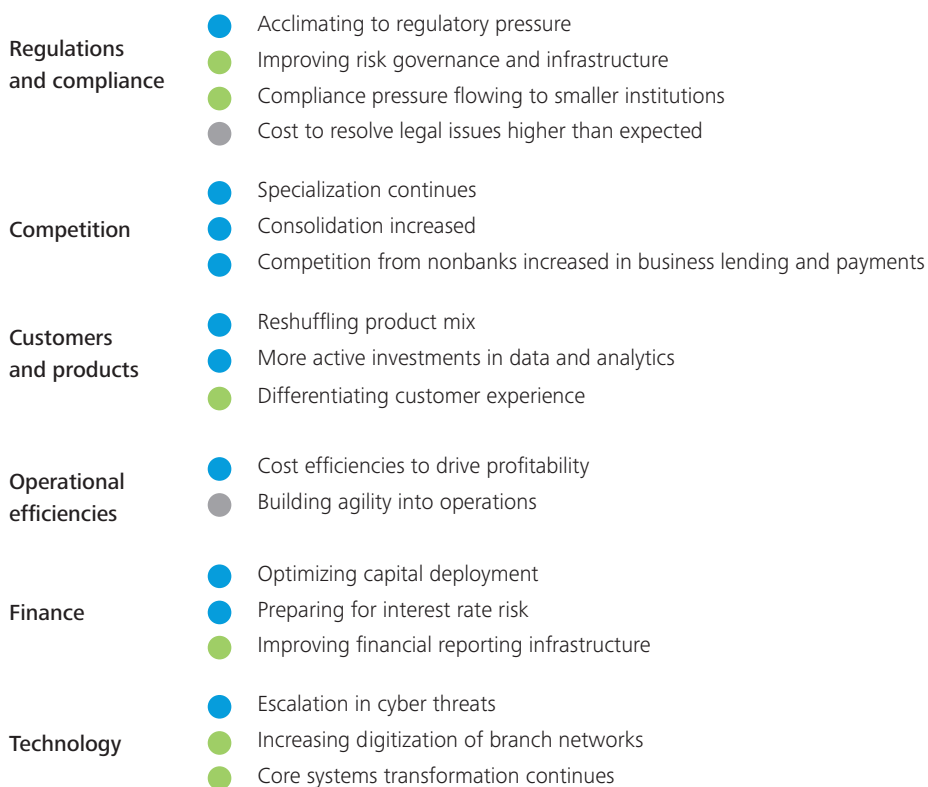 Regulations
and compliance
Acclimating to regulatory pressure
Improving risk governance and infrastructure
Compliance pressure flowing to smaller institutions
Cost to resolve legal issues higher than expected
Competition
Specialization continues
Consolidation increased
Competition from nonbanks increased in business lending and payments
Customers
and products
Reshuffling product mix
More active investments in data and analytics
Differentiating customer experience
Operational
efficiencies
Cost efficiencies to drive profitability
Building agility into operations
Finance
Optimizing capital deployment
Preparing for interest rate risk
Improving financial reporting infrastructure
Technology
Escalation in cyber threats
Increasing digitization of branch networks
Core systems transformation continues